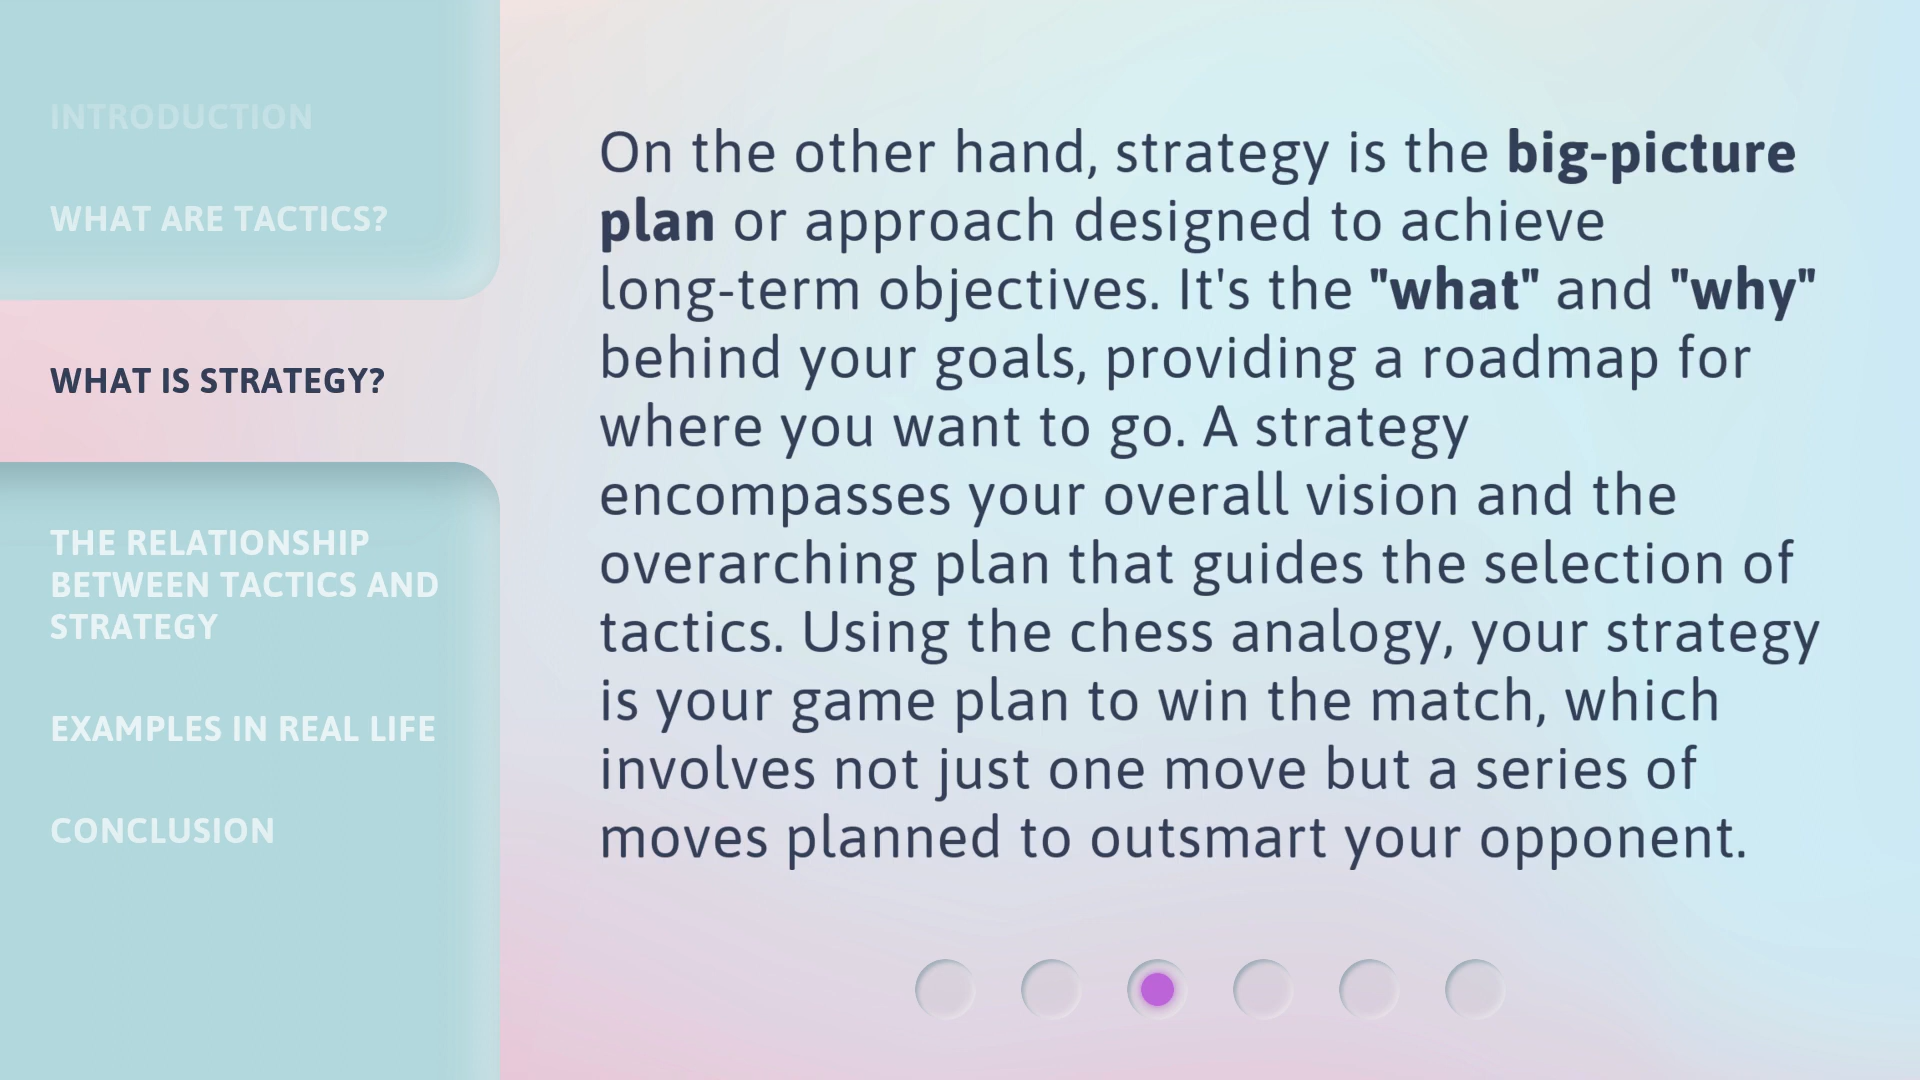 INTRODUCTION
WHAT ARE TACTICS?
WHAT IS STRATEGY?
THE RELATIONSHIP
BETWEEN TACTICS AND
STRATEGY
EXAMPLES IN REAL LIFE
CONCLUSION
On the other hand, strategy is the big-picture
plan or approach designed to achieve
long-term objectives. It's the "what" and "why"
behind your goals, providing a roadmap for
where you want to go. A strategy
encompasses your overall vision and the
overarching plan that guides the selection of
tactics. Using the chess analogy, your strategy
is your game plan to win the match, which
involves not just one move but a series of
moves planned to outsmart your opponent.